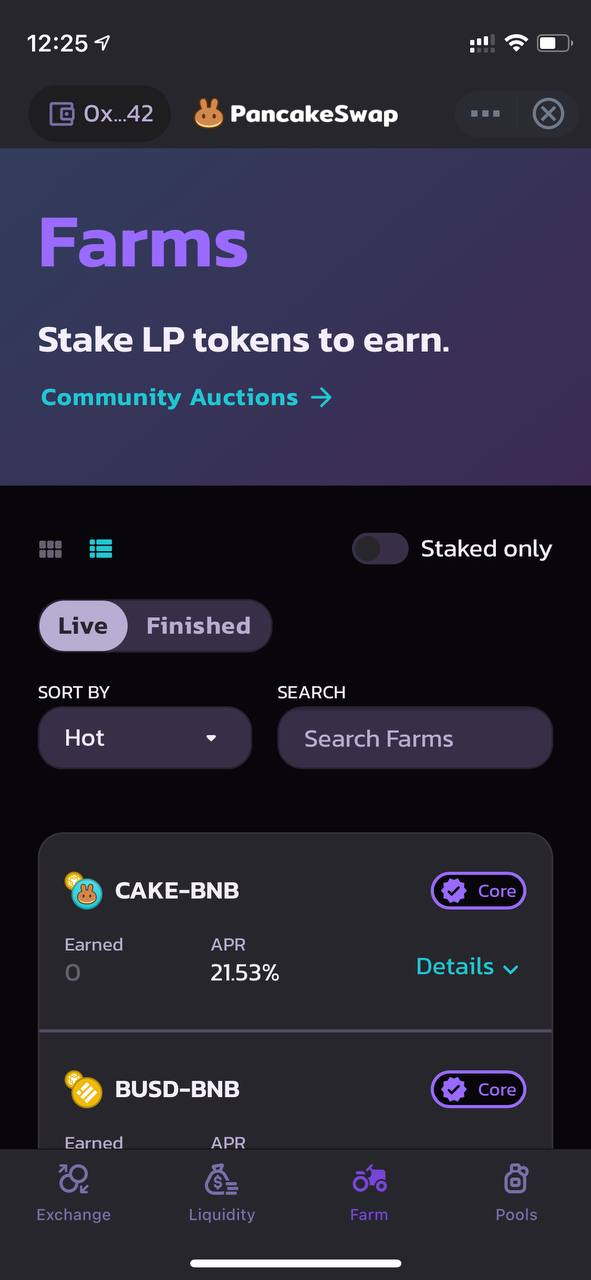 12:25
0x...42 PancakeSwap
Farms
Stake LP tokens to earn.
Community Auctions →
Staked only
Live Finished
SORT BY SEARCH
Hot Search Farms
CAKE-BNB Core
Earned APR
0 21.53% Details
BUSD-BNB Core
Earned APR
Exchange Liquidity Farm Pools